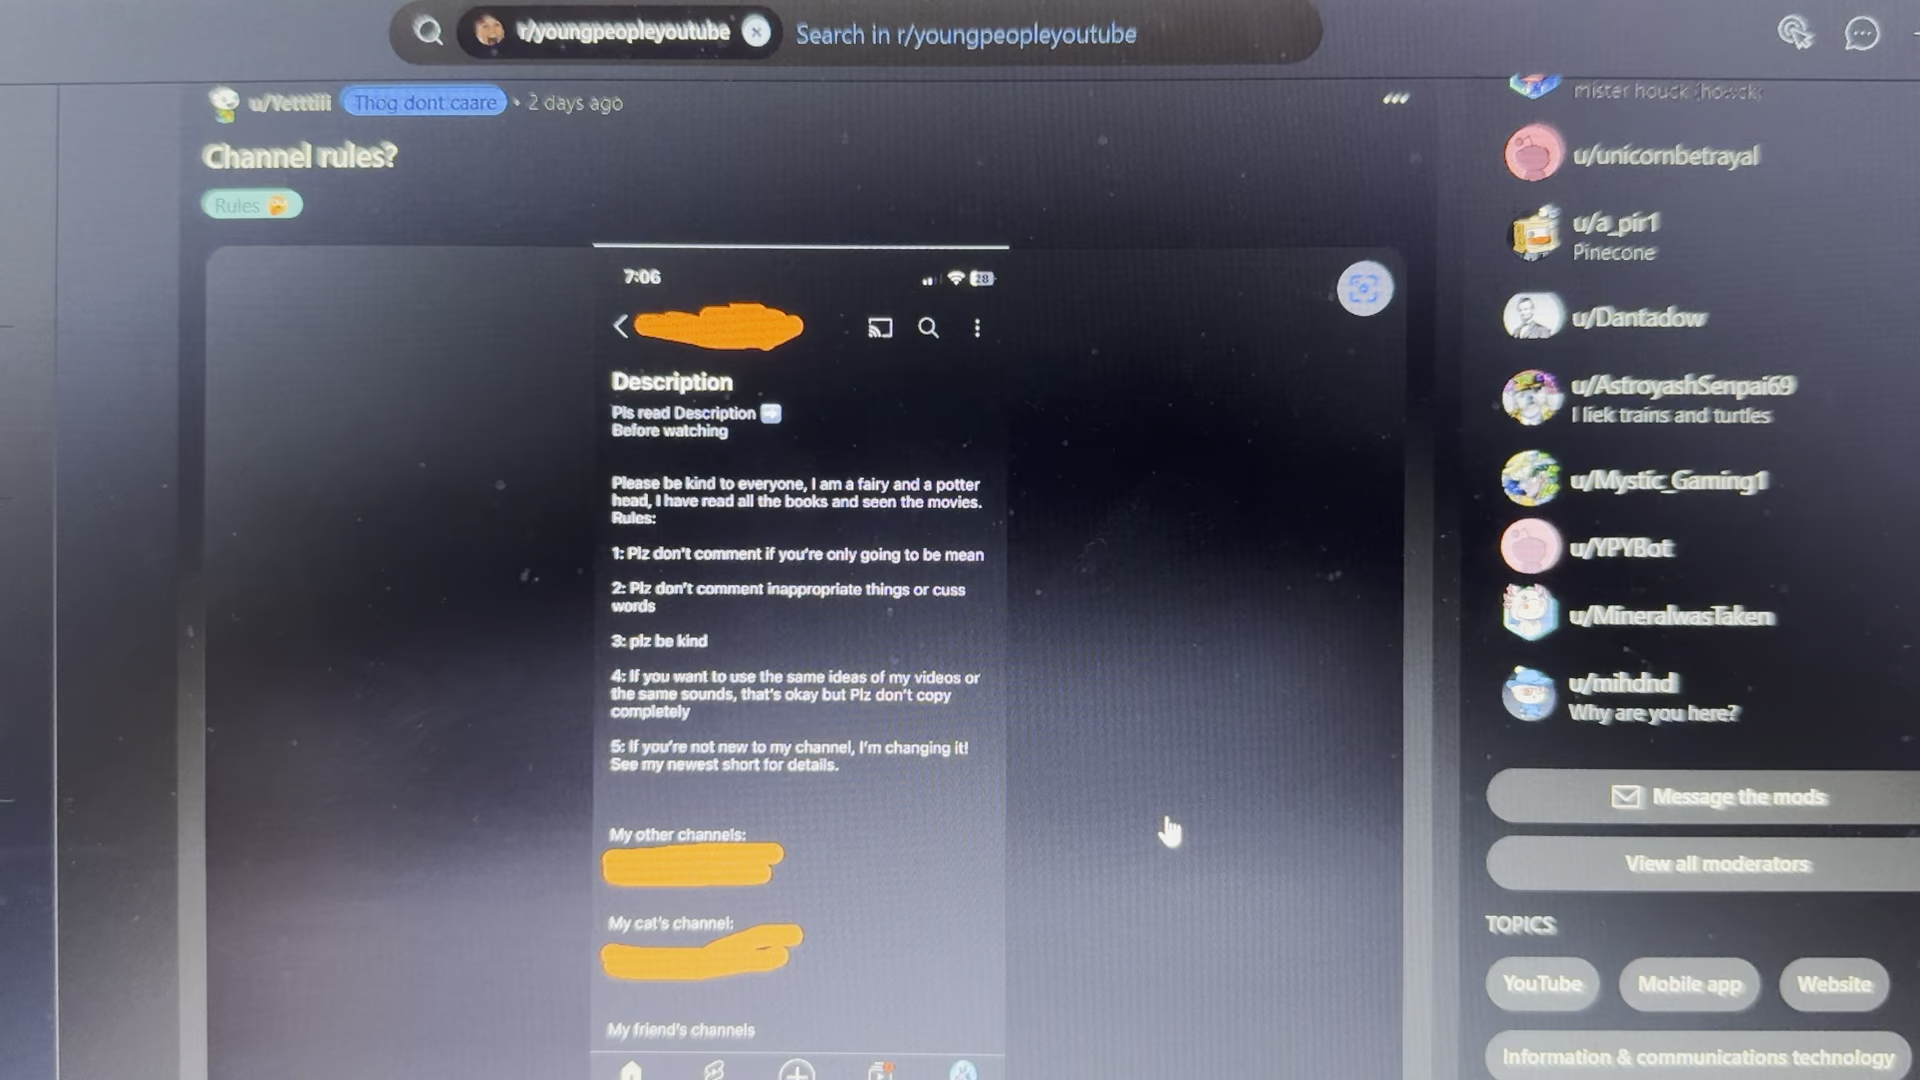 r/youngpeopleyoutube
Search in r/youngpeopleyoutube
u/Yetttiii Thog dont caare • 2 days ago
Channel rules?
Rules
7:06
28
Description
Pls read Description
Before watching
Please be kind to everyone, I am a fairy and a potter
head, I have read all the books and seen the movies.
Rules:
1: Plz don't comment if you're only going to be mean
2: Plz don't comment inappropriate things or cuss
words
3: plz be kind
4: If you want to use the same ideas of my videos or
the same sounds, that's okay but Plz don't copy
completely
5: If you're not new to my channel, I'm changing it!
See my newest short for details.
My other channels:
My cat's channel:
My friend's channels
mister houck (howck)
u/unicornbetrayal
u/a_pir1
Pinecone
u/Dantadow
u/AstroyashSenpai69
I liek trains and turtles
u/Mystic_Gaming1
u/YPYBot
u/MineralwasTaken
u/mihdnd
Why are you here?
Message the mods
View all moderators
TOPICS
YouTube
Mobile app
Website
Information & communications technology